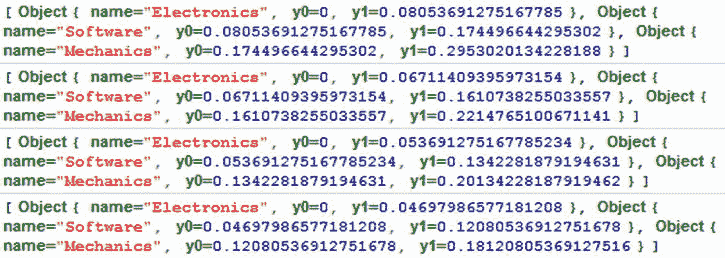 [ Object { name="Electronics", y0=0, y1=0.08053691275167785 }, Object {
name="Software", y0=0.08053691275167785, y1=0.174496644295302 }, Object {
name="Mechanics", y0=0.174496644295302, y1=0.2953020134228188 } ]
[ Object { name="Electronics", y0=0, y1=0.06711409395973154 }, Object {
name="Software", y0=0.06711409395973154, y1=0.1610738255033557 }, Object {
name="Mechanics", y0=0.1610738255033557, y1=0.2214765100671141 } ]
[ Object { name="Electronics", y0=0, y1=0.053691275167785234 }, Object {
name="Software", y0=0.053691275167785234, y1=0.1342281879194631 }, Object {
name="Mechanics", y0=0.1342281879194631, y1=0.20134228187919462 } ]
[ Object { name="Electronics", y0=0, y1=0.04697986577181208 }, Object {
name="Software", y0=0.04697986577181208, y1=0.12080536912751678 }, Object {
name="Mechanics", y0=0.12080536912751678, y1=0.18120805369127516 } ]